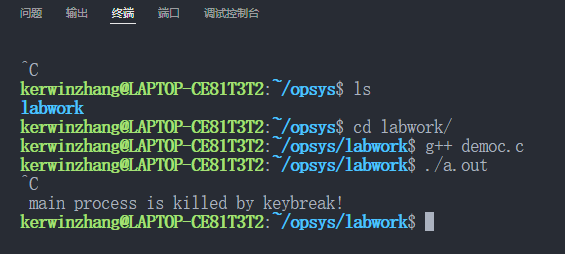 问题 输出 终端 端口 调试控制台
^C
kerwinzhang@LAPTOP-CE81T3T2:~/opsys$ ls
labwork
kerwinzhang@LAPTOP-CE81T3T2:~/opsys$ cd labwork/
kerwinzhang@LAPTOP-CE81T3T2:~/opsys/labwork$ g++ democ.c
kerwinzhang@LAPTOP-CE81T3T2:~/opsys/labwork$ ./a.out
^C
main process is killed by keybreak!
kerwinzhang@LAPTOP-CE81T3T2:~/opsys/labwork$